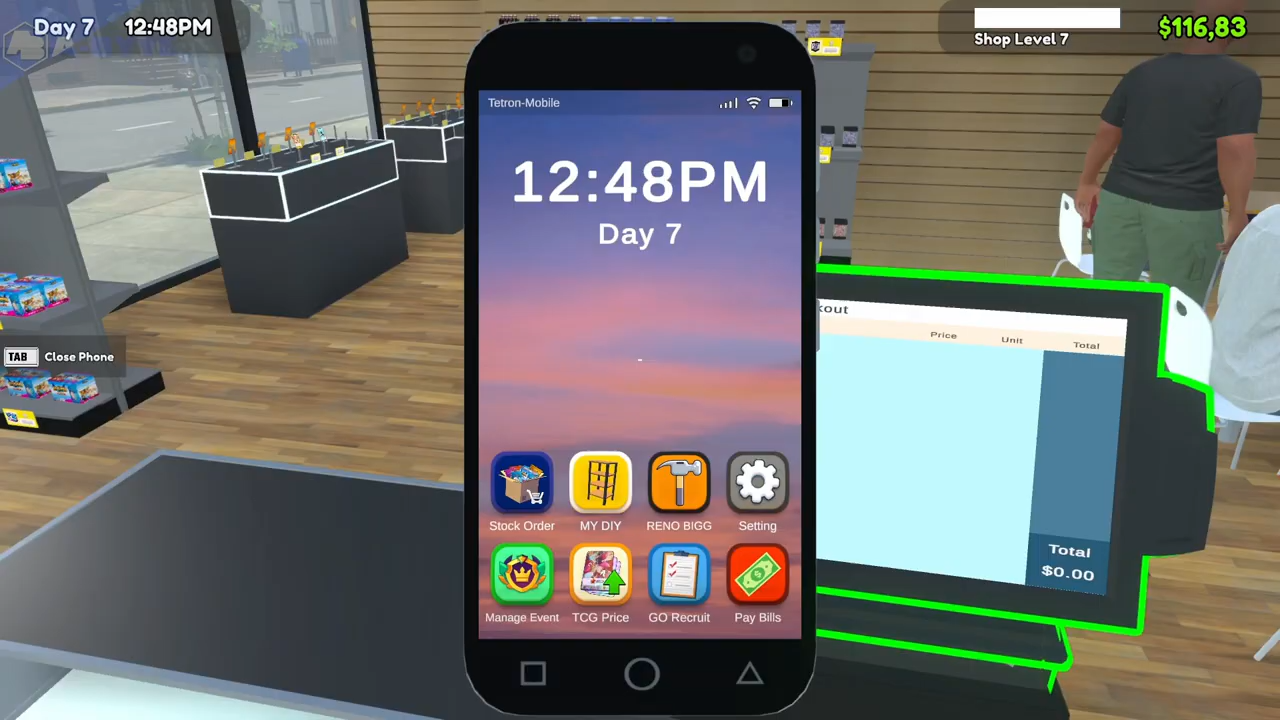 Day 7 12:48PM
Shop Level 7
$116,83
Tetron-Mobile
12:48PM
Day 7
TAB Close Phone
Stock Order MY DIY RENO BIGG Setting
Manage Event TCG Price GO Recruit Pay Bills
out
Price Unit Total
Total
$0.00